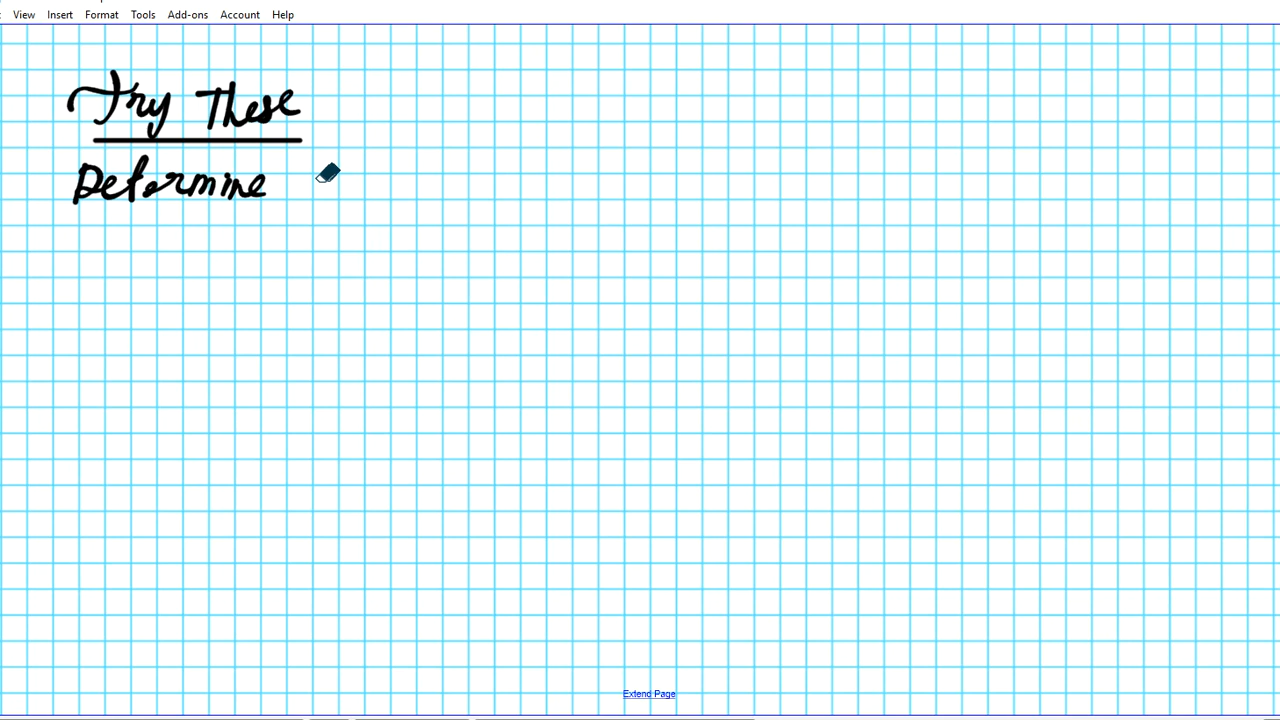 View Insert Format Tools Add-ons Account Help
Try These
Determine
Extend Page